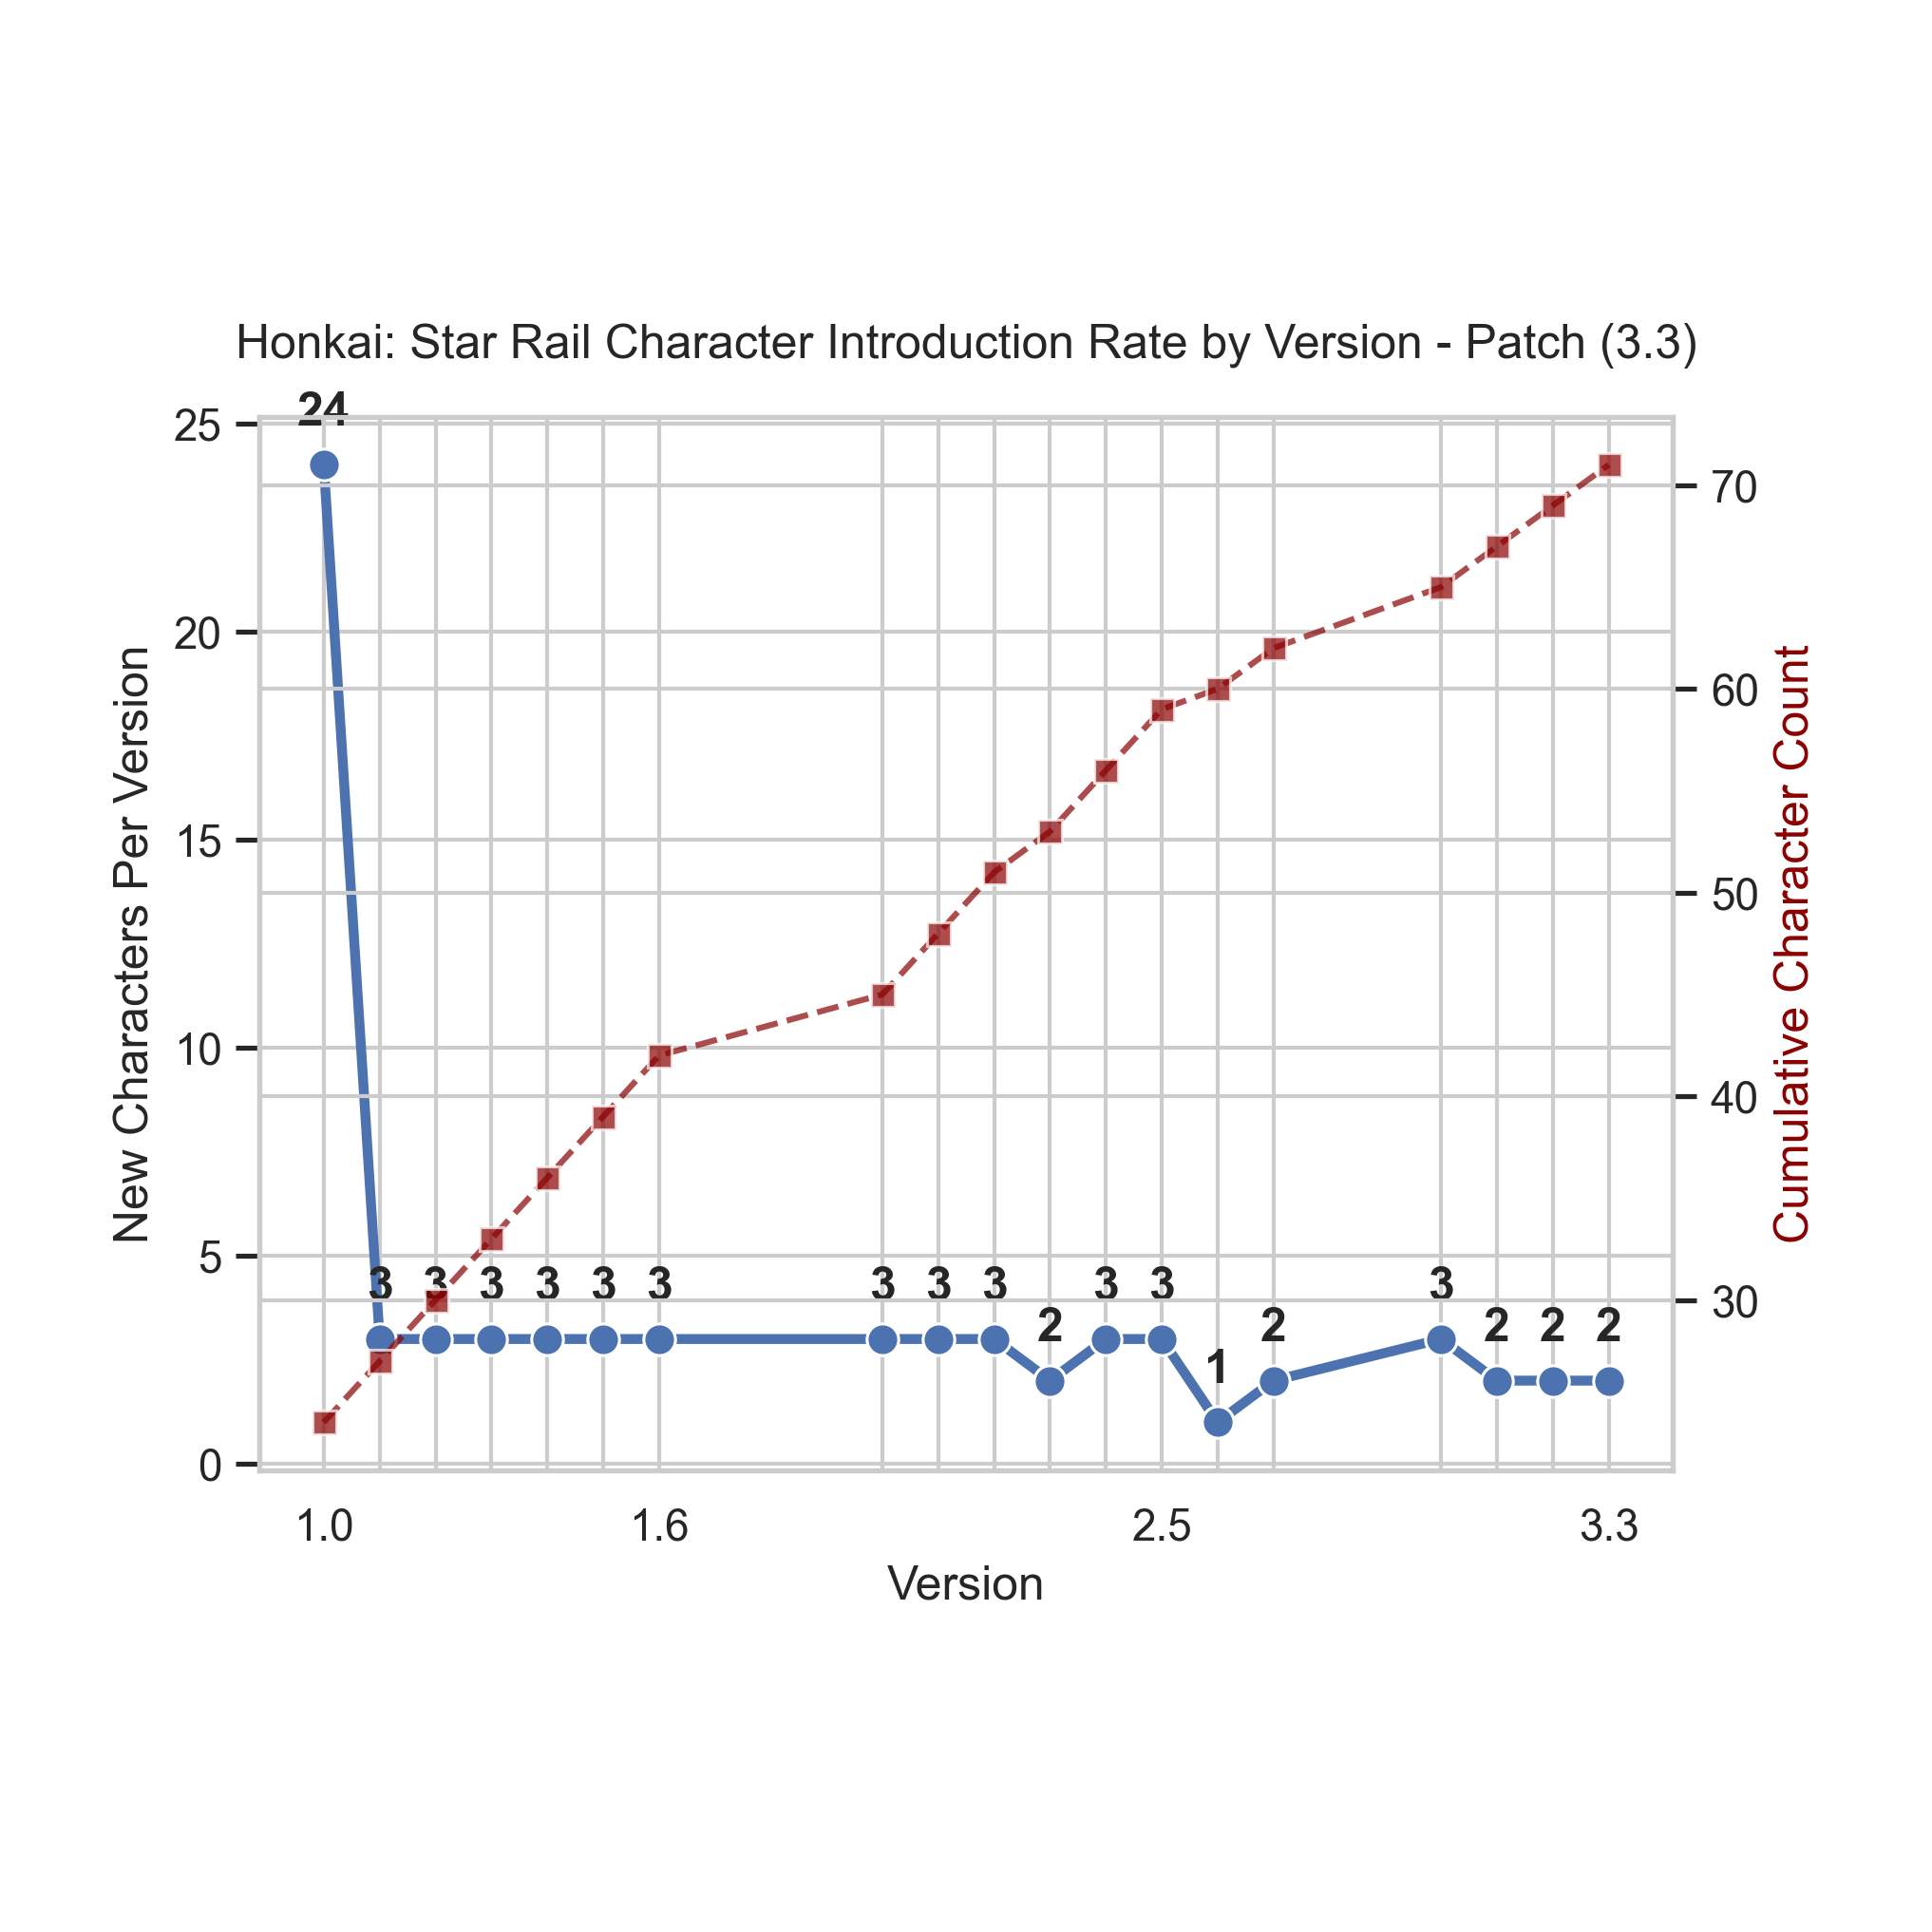 Honkai: Star Rail Character Introduction Rate by Version - Patch (3.3)
24
25
20
15
10
5
0
New Characters Per Version
3 3 3 3 3 3 3 3 3 2 3 3 1 2 3 2 2 2
70
60
50
40
30
Cumulative Character Count
1.0 1.6 2.5 3.3
Version